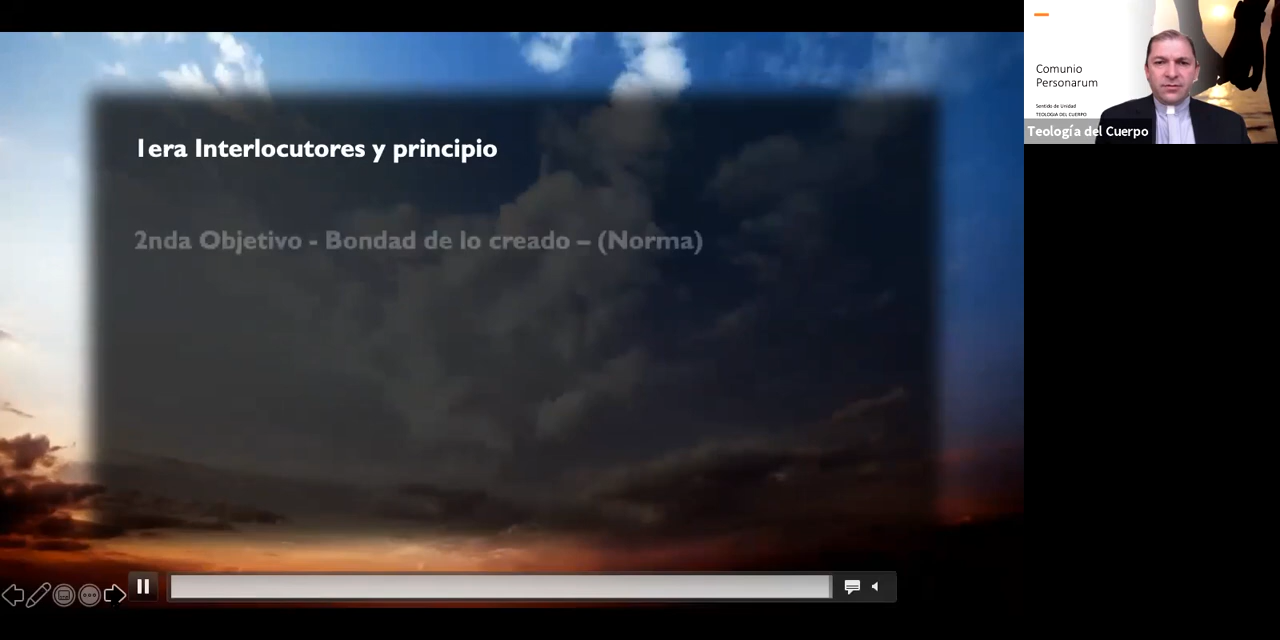 1era Interlocutores y principio
2nda Objetivo - Bondad de lo creado – (Norma)
Comunio
Personarum
Sentido de Unidad
TEOLOGIA DEL CUERPO
Teología del Cuerpo